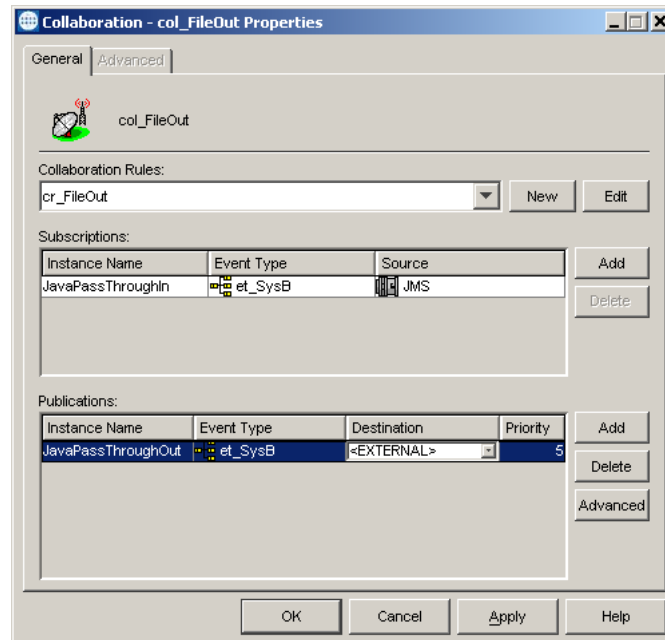 Collaboration - col_FileOut Properties
General Advanced
col_FileOut
Collaboration Rules:
cr_FileOut New Edit
Subscriptions:
Instance Name Event Type Source Add
JavaPassThroughIn et_SysB JMS
Delete
Publications:
Instance Name Event Type Destination Priority Add
JavaPassThroughOut et_SysB <EXTERNAL> 5
Delete
Advanced
OK Cancel Apply Help